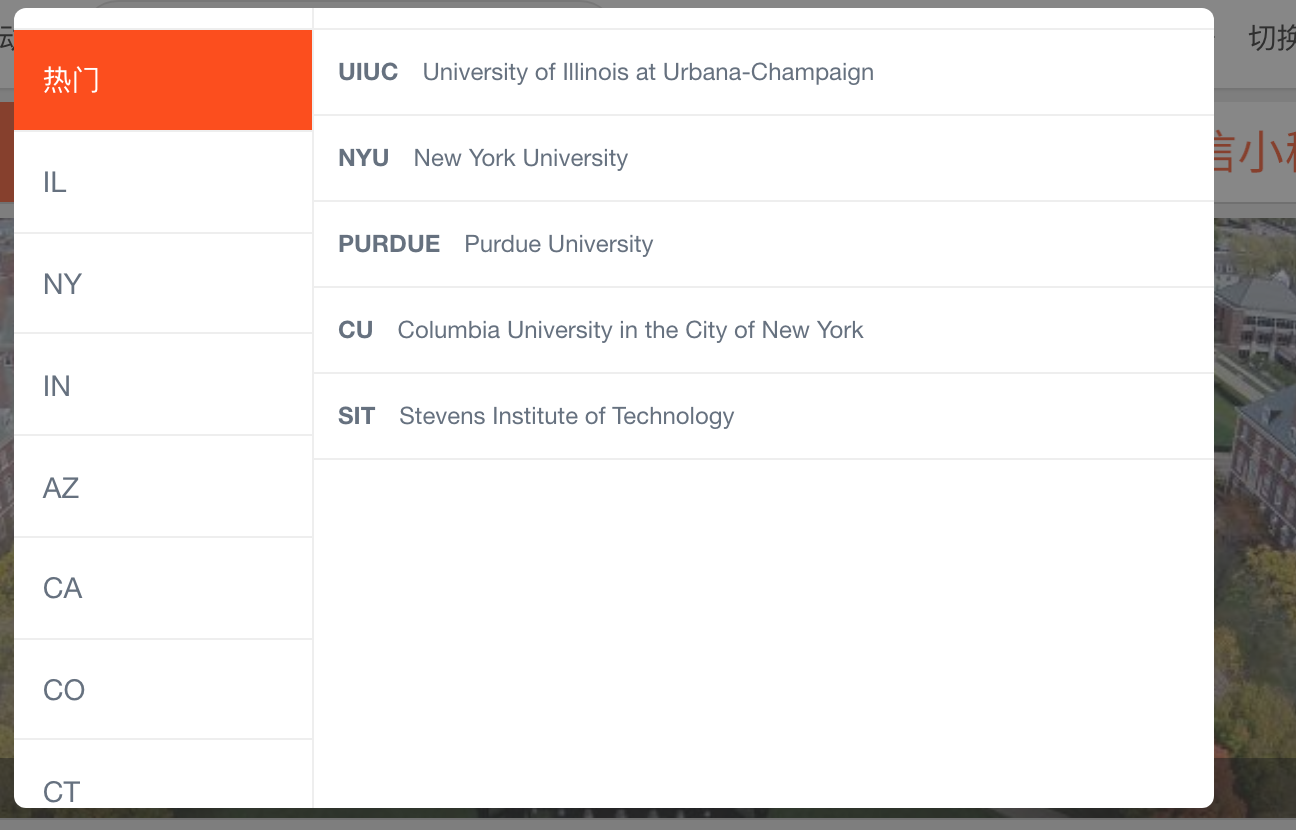 切换
热门
IL
NY
IN
AZ
CA
CO
CT
UIUC University of Illinois at Urbana-Champaign
NYU New York University
PURDUE Purdue University
CU Columbia University in the City of New York
SIT Stevens Institute of Technology
信小